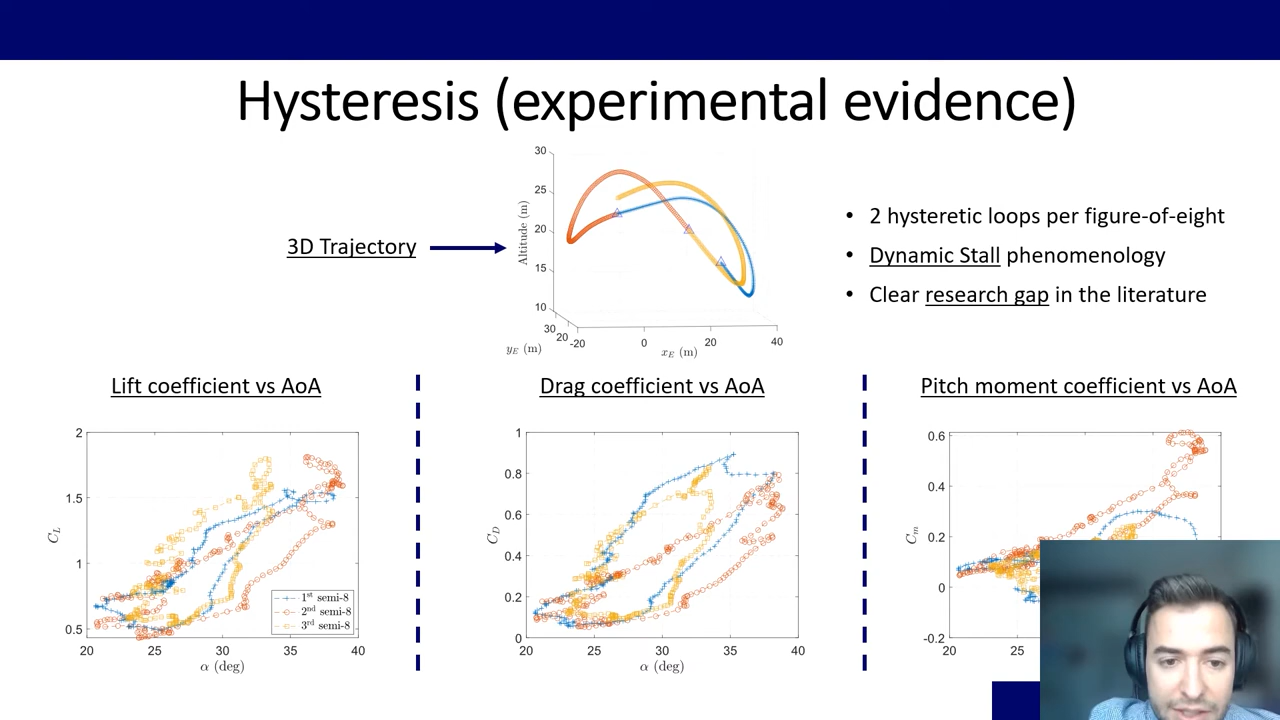 Hysteresis (experimental evidence)
3D Trajectory
30
25
20
15
10
Altitude (m)
30
20
-20
0
20
40
y_E (m)
x_E (m)
• 2 hysteretic loops per figure-of-eight
• Dynamic Stall phenomenology
• Clear research gap in the literature
Lift coefficient vs AoA
2
1.5
1
0.5
C_L
20
25
30
35
40
α (deg)
1st semi-8
2nd semi-8
3rd semi-8
Drag coefficient vs AoA
1
0.8
0.6
0.4
0.2
0
C_D
20
25
30
35
40
α (deg)
Pitch moment coefficient vs AoA
0.6
0.4
0.2
0
-0.2
C_m
20
25